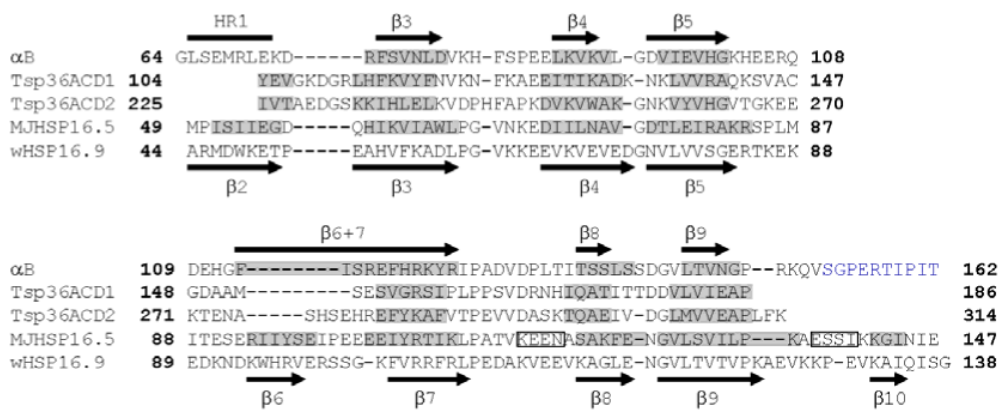 HR1 β3 β4 β5
αB 64 GLSEMRLEKD------RFSVNLDVKH-FSPEELKVKVL-GDVIEVHGKHEERQ 108
Tsp36ACD1 104 YEVGKDGRLHFKVYFNVKN-FKAEEITIKADK-NKLVVRAQKSVAC 147
Tsp36ACD2 225 IVTAEDGSKKIHLELKVDPHFAPKDVKVWAK-GNKVYVHGVTGKEE 270
MJHSP16.5 49 MPISIIEGD------QHIKVIAWLPG-VNKEDIILNAV-GDTLEIRAKRSPLM 87
wHSP16.9 44 ARMDWKETP------EAHVFKADLPG-VKKEEVKVEVEDGNVLVVSGERTKEK 88
β2 β3 β4 β5
β6+7 β8 β9
αB 109 DEHGF--------ISREFHRKYRIPADVDPLTITSSLSSDGVLTVNGP--RKQVSGPERTIPIT 162
Tsp36ACD1 148 GDAAM---------SESVGRSIPLPPSVDRNHIQATITTDDVLVIEAP 186
Tsp36ACD2 271 KTENA---SHSEHREFYKAFVTPEVVDASKTQAEIV-DGLMVVEAPLFK 314
MJHSP16.5 88 ITESERIIYSEIPEEEEIYRTIKLPATVKEENASAKFE-NGVLSVILP---KAESSIKKGINIE 147
wHSP16.9 89 EDKNDKWHRVERSSG-KFVRRFRLPEDAKVEEVKAGLE-NGVLTVTVPKAEVKKP-EVKAIQISG 138
β6 β7 β8 β9 β10